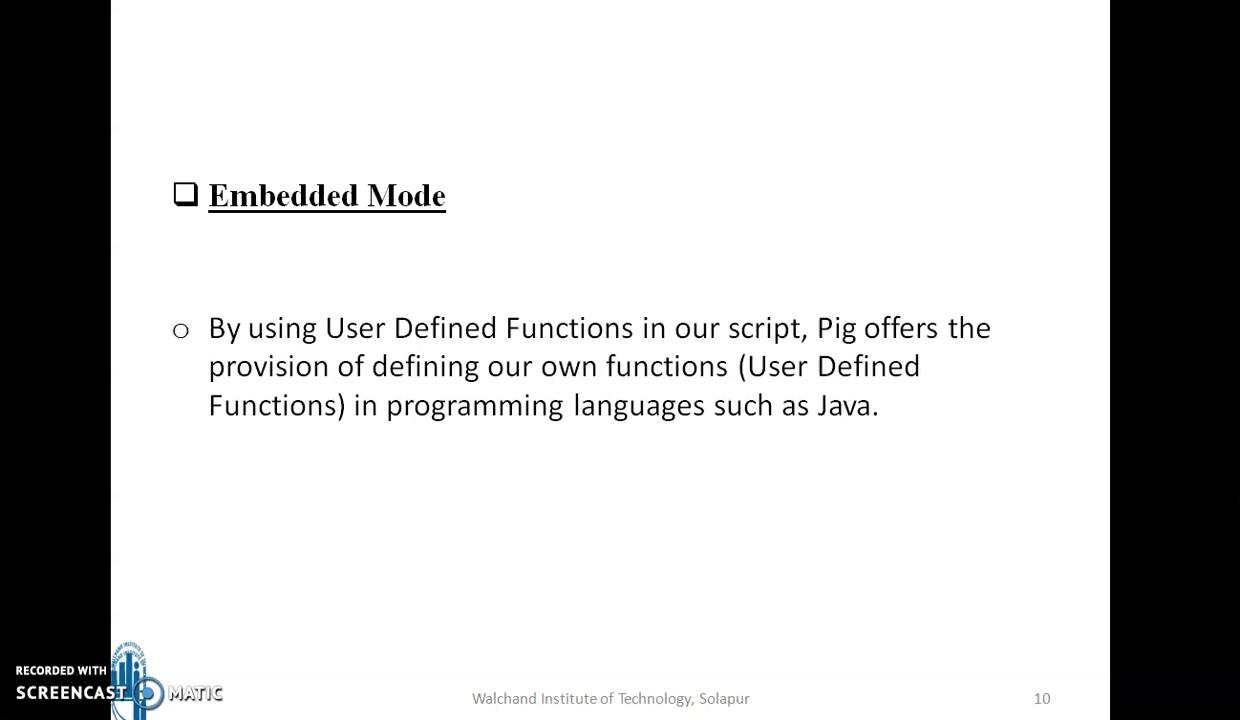 Embedded Mode
By using User Defined Functions in our script, Pig offers the
provision of defining our own functions (User Defined
Functions) in programming languages such as Java.
RECORDED WITH
SCREENCAST MATIC
Walchand Institute of Technology, Solapur
10